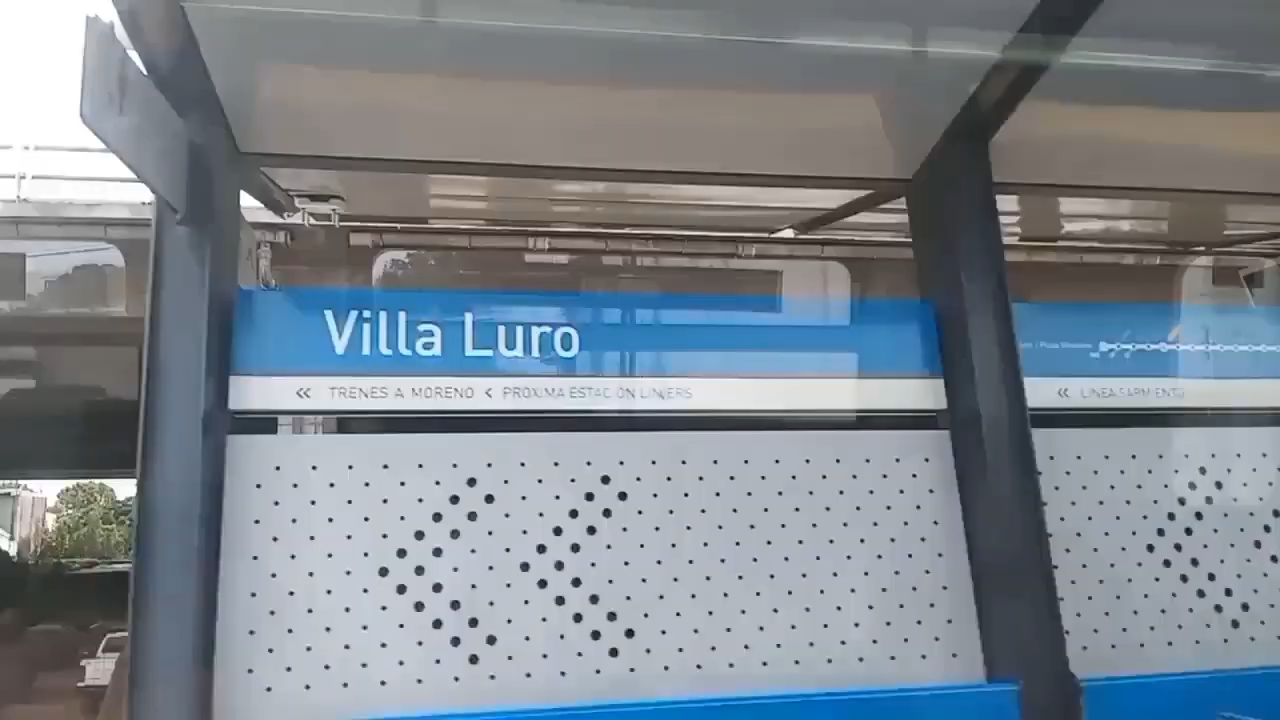 Villa Luro
« TRENES A MORENO < PROXIMA ESTACION LINIERS
« LINEA SARMIENTO